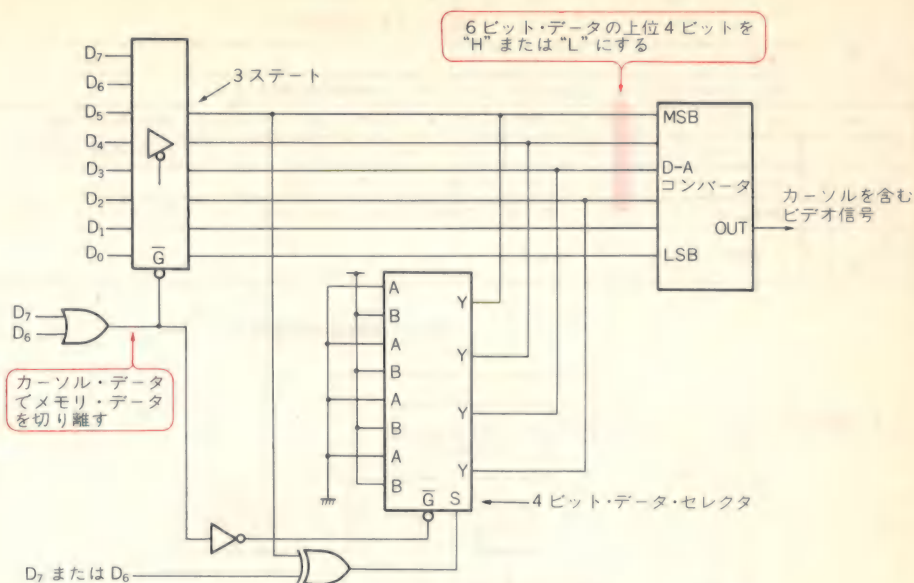 6ビット・データの上位4ビットを
"H"または"L"にする
D₇
D₆
D₅
D₄
D₃
D₂
D₁
D₀
G̅
3ステート
MSB
D-A
コンバータ
OUT
LSB
カーソルを含む
ビデオ信号
D₇
D₆
カーソル・データ
でメモリ・データ
を切り離す
A
B
A
B
A
B
A
B
Y
Y
Y
Y
G̅ S
4ビット・データ・セレクタ
D₇またはD₆